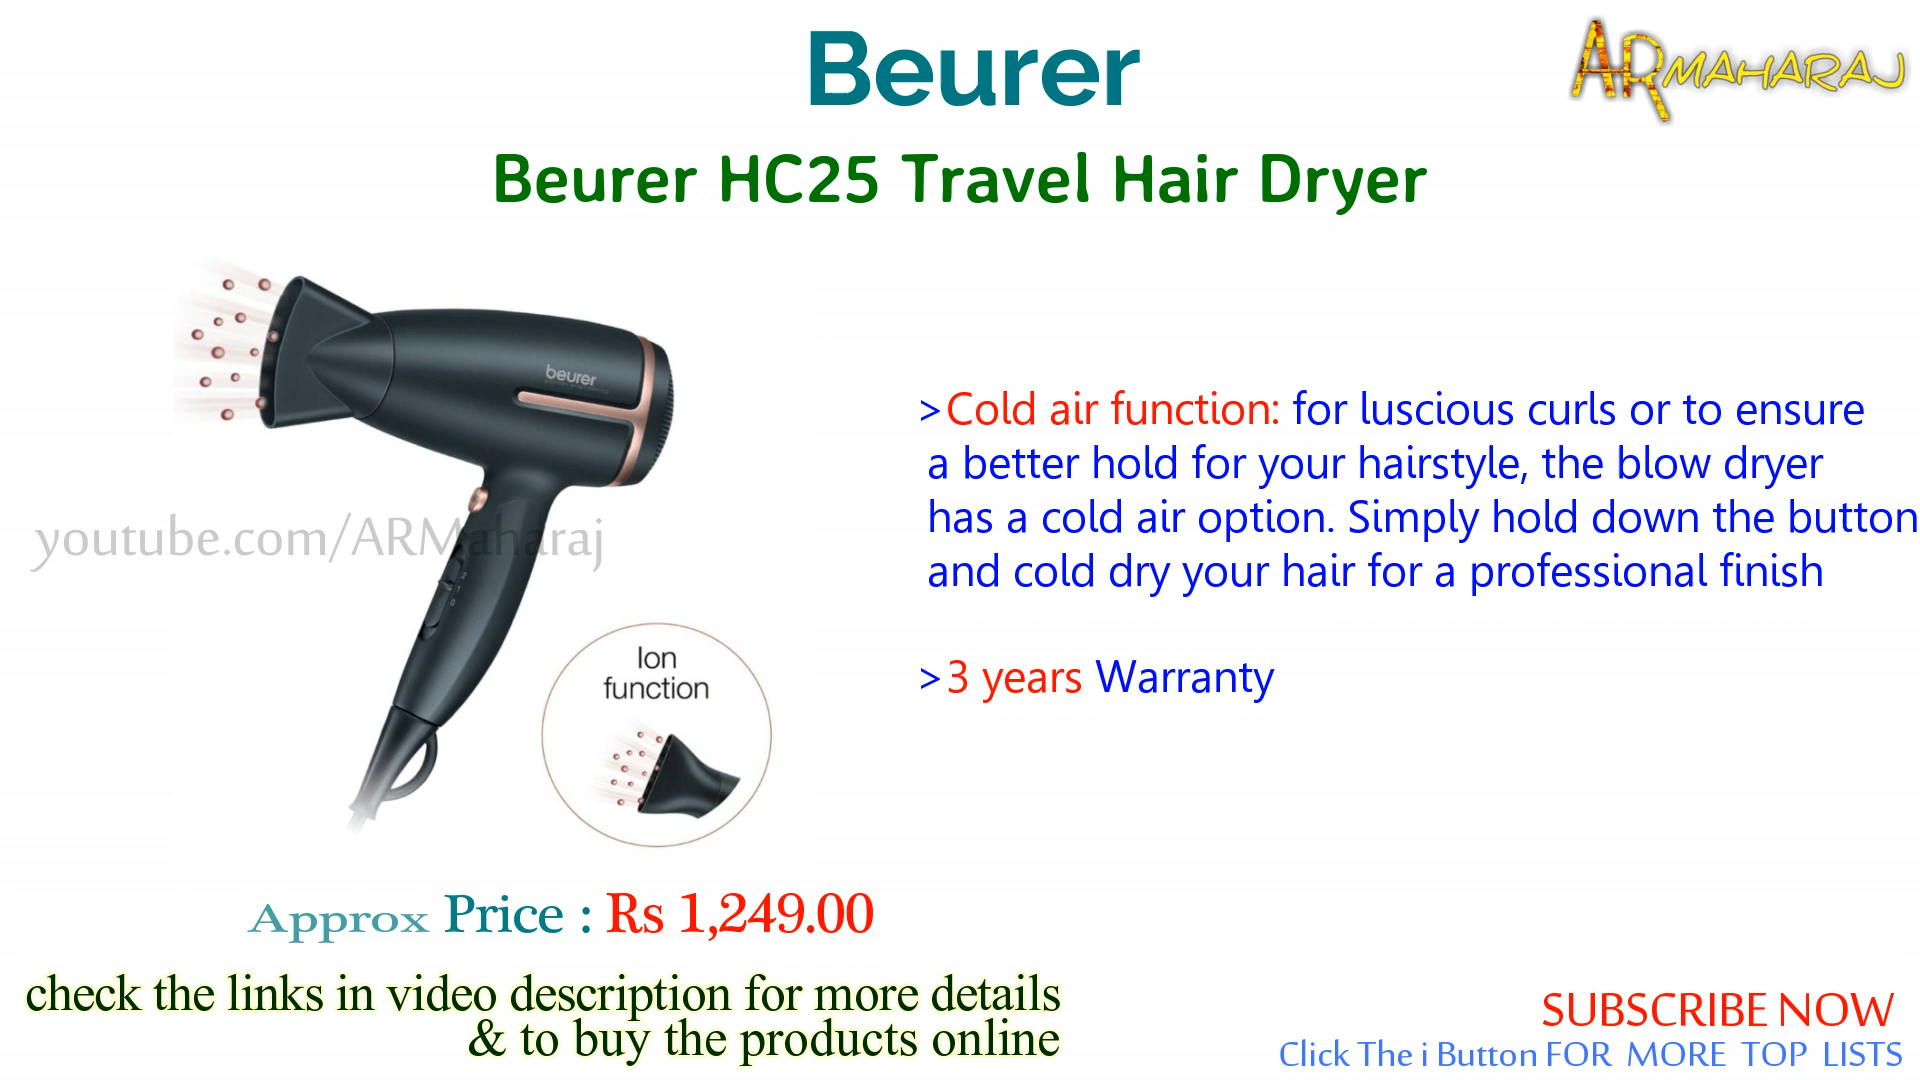 Beurer
ARMAHARAJ
Beurer HC25 Travel Hair Dryer
beurer
youtube.com/ARMaharaj
>Cold air function: for luscious curls or to ensure
a better hold for your hairstyle, the blow dryer
has a cold air option. Simply hold down the button
and cold dry your hair for a professional finish
>3 years Warranty
Ion
function
Approx Price : Rs 1,249.00
check the links in video description for more details
& to buy the products online
SUBSCRIBE NOW
Click The i Button FOR MORE TOP LISTS